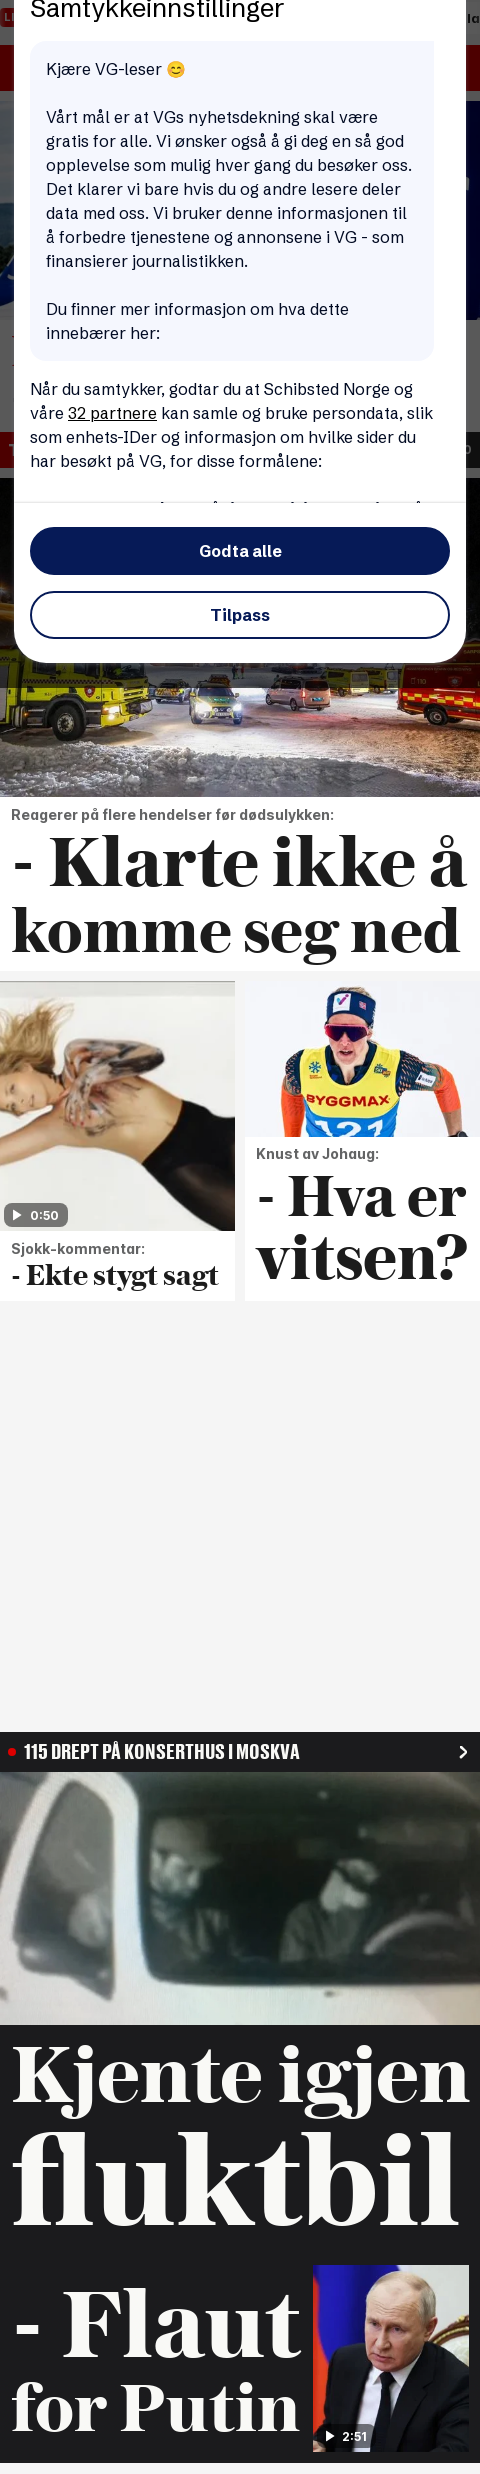 Samtykkeinnstillinger
Kjære VG-leser 😊
Vårt mål er at VGs nyhetsdekning skal være
gratis for alle. Vi ønsker også å gi deg en så god
opplevelse som mulig hver gang du besøker oss.
Det klarer vi bare hvis du og andre lesere deler
data med oss. Vi bruker denne informasjonen til
å forbedre tjenestene og annonsene i VG - som
finansierer journalistikken.
Du finner mer informasjon om hva dette
innebærer her:
Når du samtykker, godtar du at Schibsted Norge og
våre 32 partnere kan samle og bruke persondata, slik
som enhets-IDer og informasjon om hvilke sider du
har besøkt på VG, for disse formålene:
Godta alle
Tilpass
Reagerer på flere hendelser før dødsulykken:
- Klarte ikke å
komme seg ned
0:50
Sjokk-kommentar:
- Ekte stygt sagt
BYGGMAX
121
Knust av Johaug:
- Hva er
vitsen?
115 DREPT PÅ KONSERTHUS I MOSKVA
Kjente igjen
fluktbil
- Flaut
for Putin
2:51